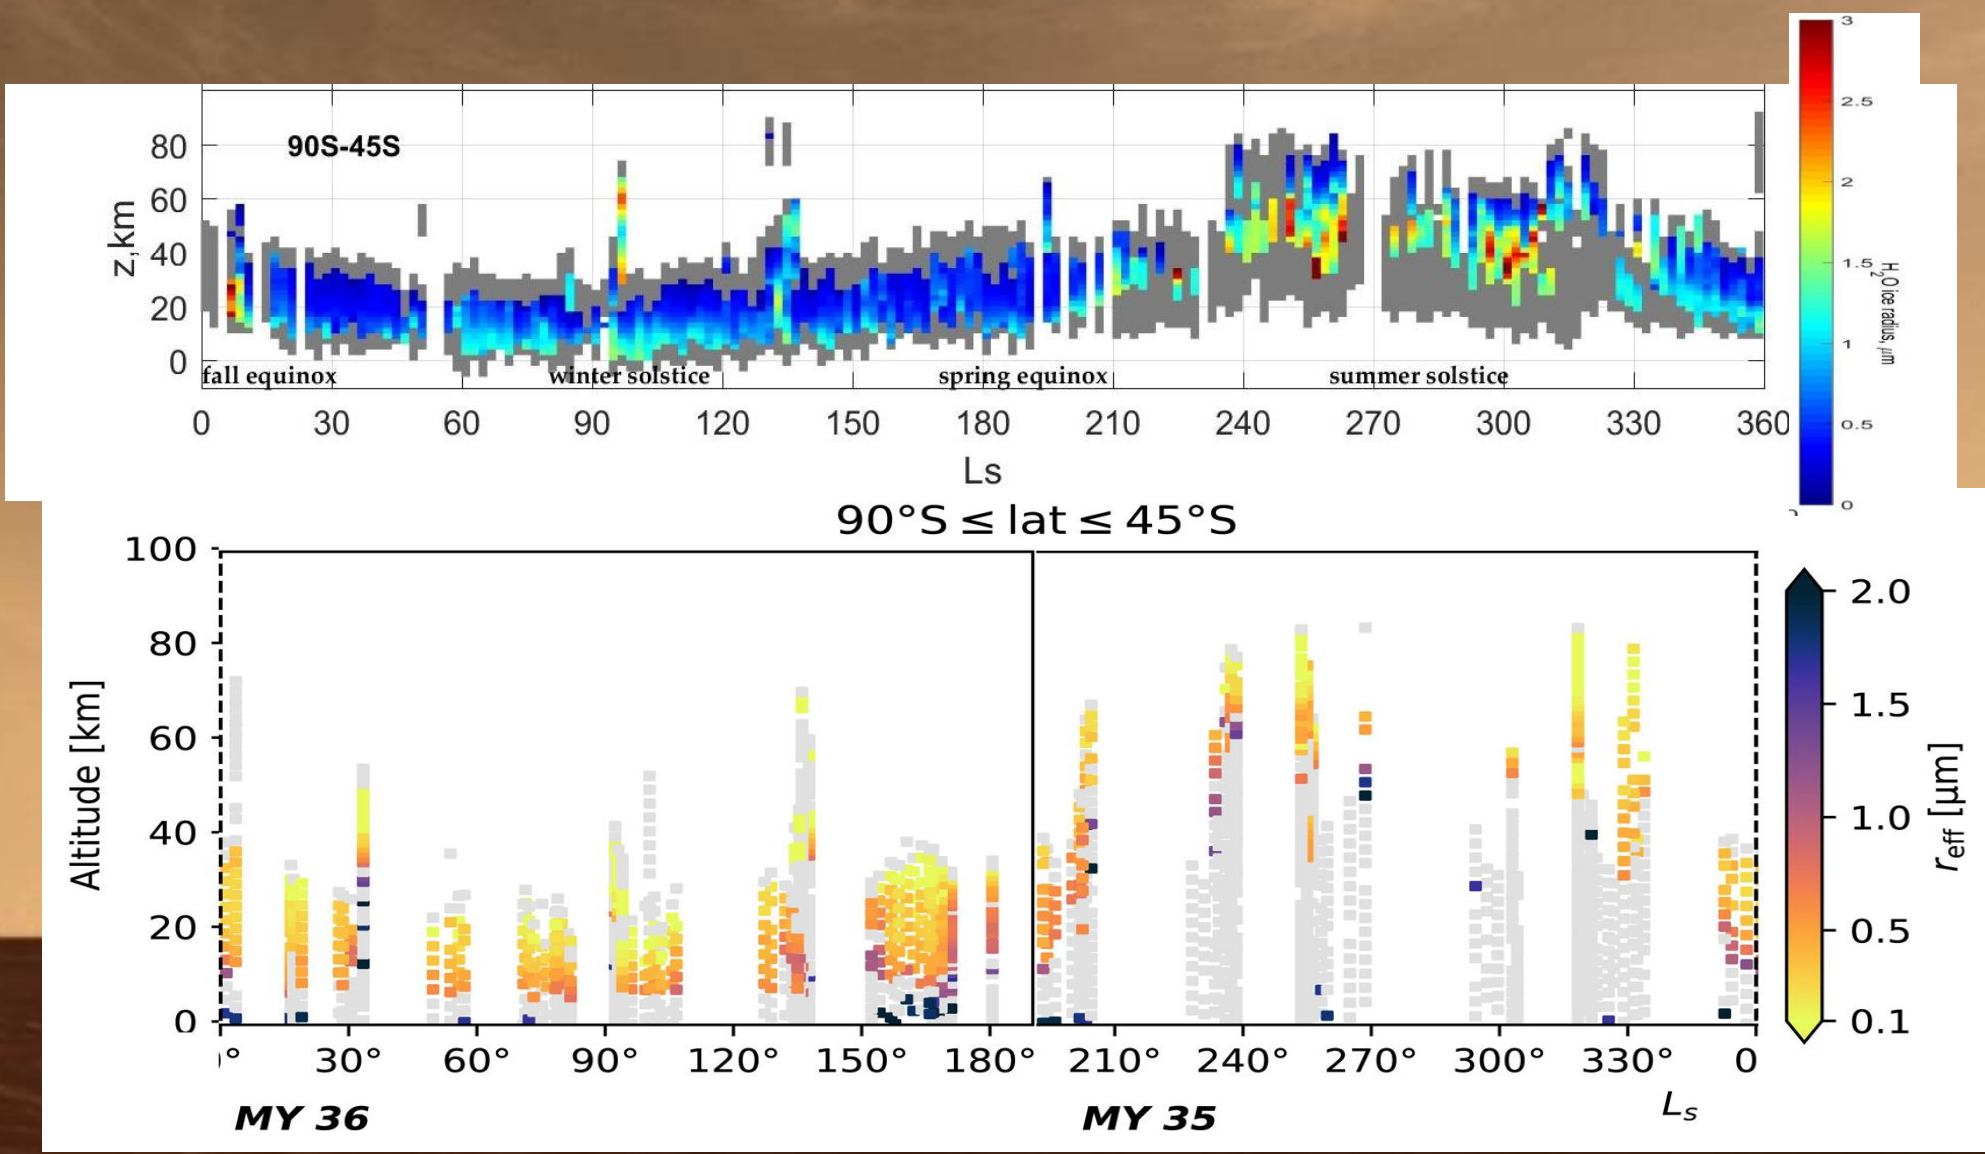 3
2.5
2
1.5
1
0.5
0
H2O ice radius, μm
90S-45S
z,km
80
60
40
20
0
fall equinox winter solstice spring equinox summer solstice
0 30 60 90 120 150 180 210 240 270 300 330 360
Ls
90°S ≤ lat ≤ 45°S
Altitude [km]
100
80
60
40
20
0
° 30° 60° 90° 120° 150° 180° 210° 240° 270° 300° 330° 0
MY 36 MY 35 Ls
2.0
1.5
1.0
0.5
0.1
reff [μm]